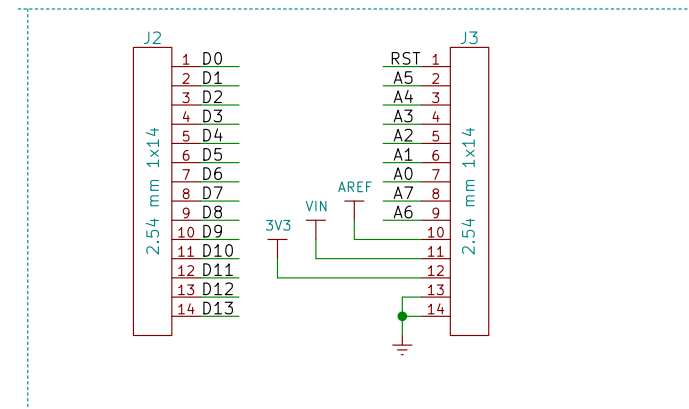 J2
1 D0
2 D1
3 D2
4 D3
5 D4
6 D5
7 D6
8 D7
9 D8
10 D9
11 D10
12 D11
13 D12
14 D13
2.54 mm 1x14
J3
RST 1
A5 2
A4 3
A3 4
A2 5
A1 6
A0 7
A7 8
A6 9
10
11
12
13
14
2.54 mm 1x14
AREF
VIN
3V3